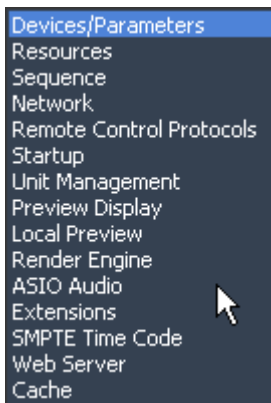 Devices/Parameters
Resources
Sequence
Network
Remote Control Protocols
Startup
Unit Management
Preview Display
Local Preview
Render Engine
ASIO Audio
Extensions
SMPTE Time Code
Web Server
Cache